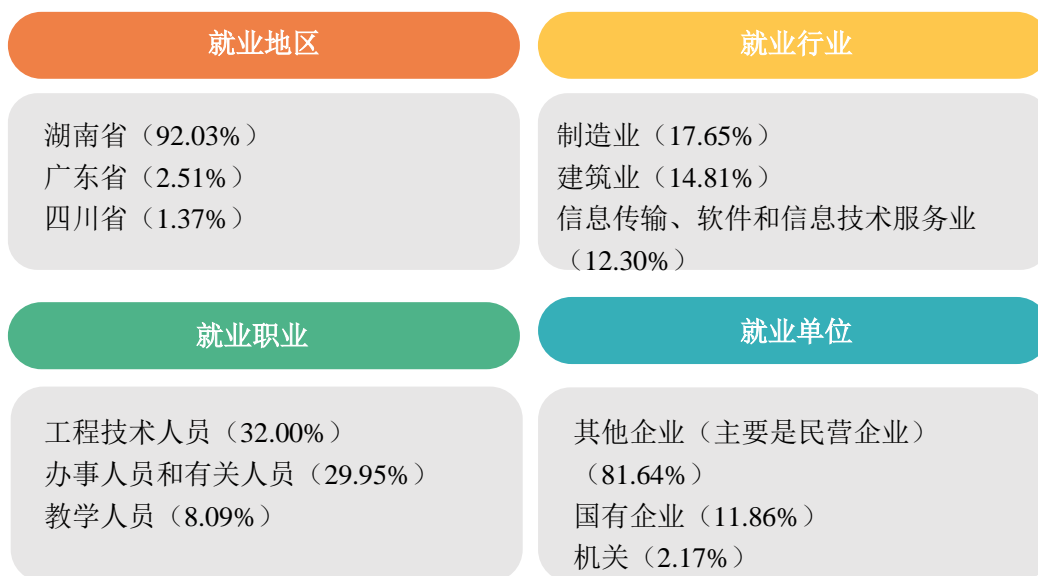 就业地区
湖南省（92.03%）
广东省（2.51%）
四川省（1.37%）
就业行业
制造业（17.65%）
建筑业（14.81%）
信息传输、软件和信息技术服务业
（12.30%）
就业职业
工程技术人员（32.00%）
办事人员和有关人员（29.95%）
教学人员（8.09%）
就业单位
其他企业（主要是民营企业）
（81.64%）
国有企业（11.86%）
机关（2.17%）